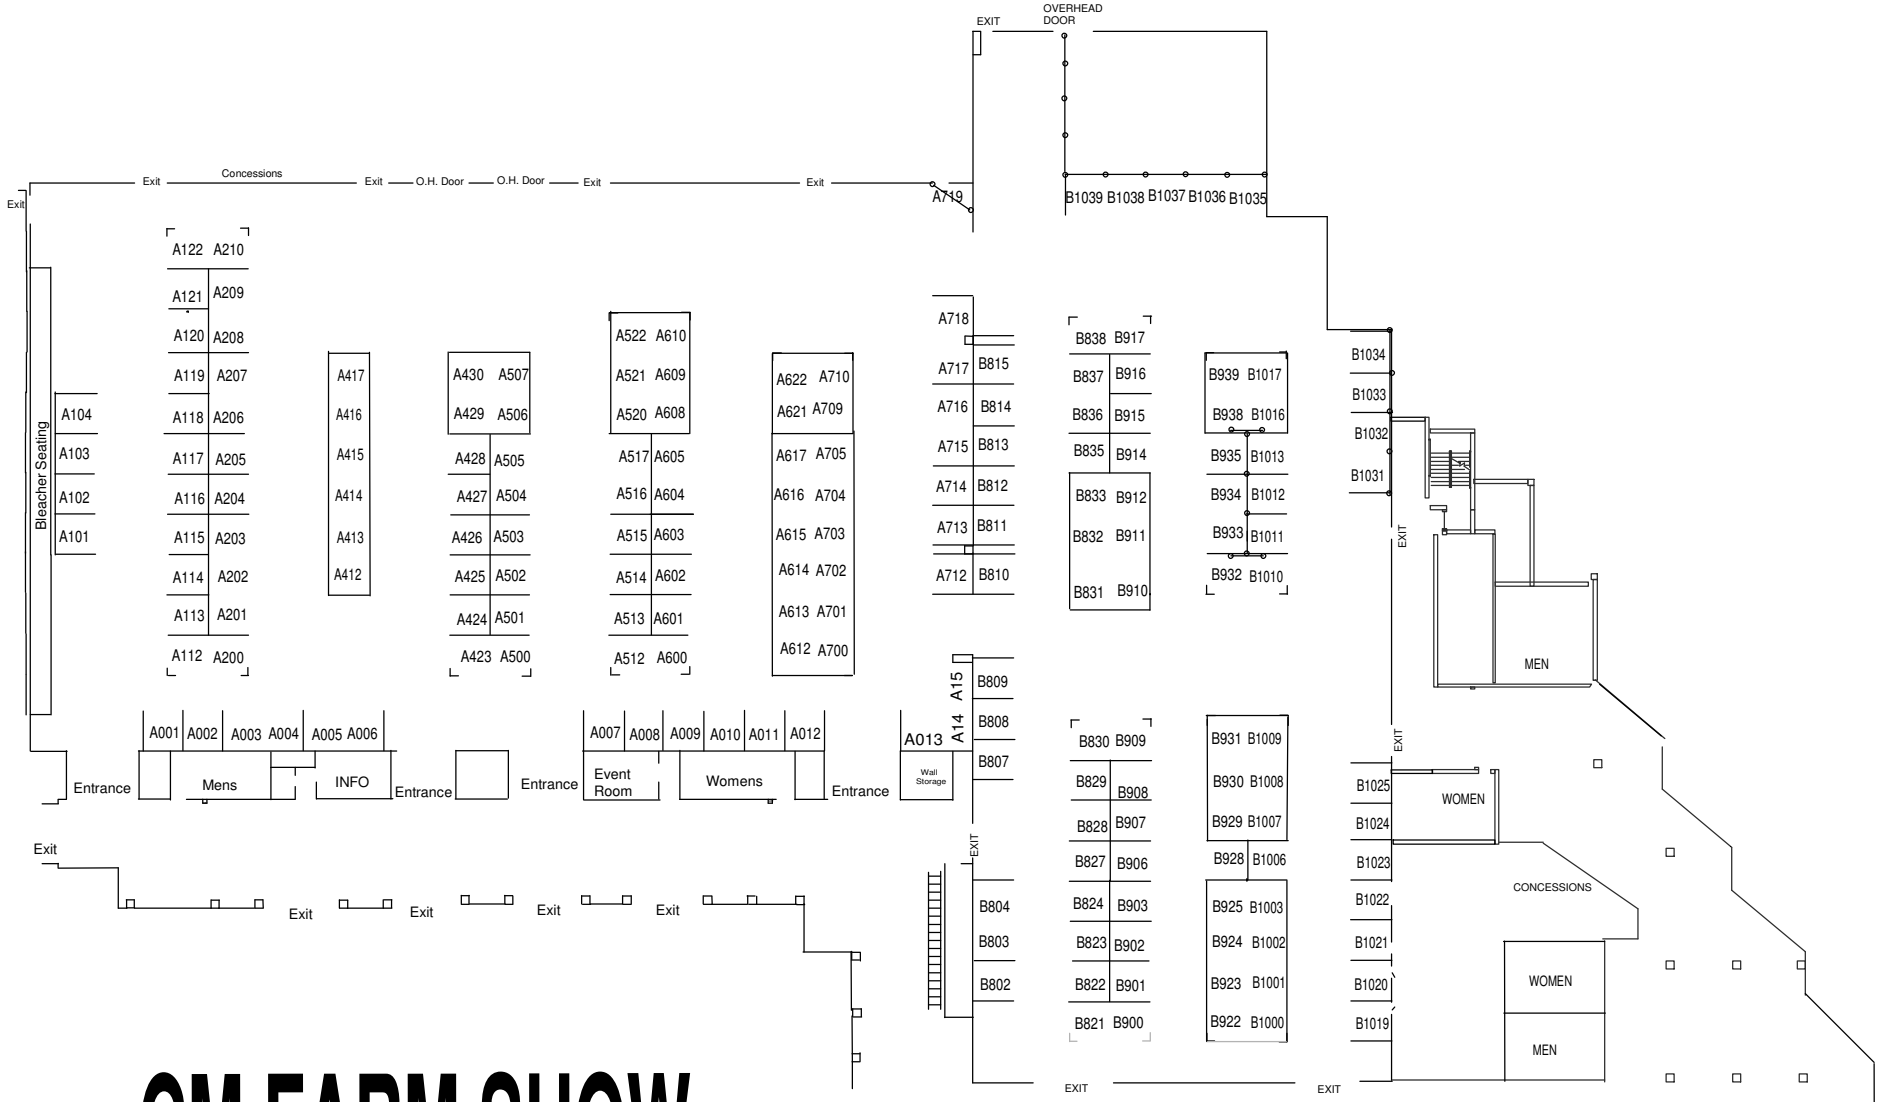 OVERHEAD
DOOR
EXIT
Exit
Concessions
Exit
O.H. Door
O.H. Door
Exit
Exit
A719
B1039 B1038 B1037 B1036 B1035
Exit
Bleacher Seating
A104
A103
A102
A101
A122 A210
A121 A209
A120 A208
A119 A207
A118 A206
A117 A205
A116 A204
A115 A203
A114 A202
A113 A201
A112 A200
A417
A416
A415
A414
A413
A412
A430 A507
A429 A506
A428 A505
A427 A504
A426 A503
A425 A502
A424 A501
A423 A500
A522 A610
A521 A609
A520 A608
A517 A605
A516 A604
A515 A603
A514 A602
A513 A601
A512 A600
A622 A710
A621 A709
A617 A705
A616 A704
A615 A703
A614 A702
A613 A701
A612 A700
A718
A717 B815
A716 B814
A715 B813
A714 B812
A713 B811
A712 B810
A15 B809
A14 B808
B807
B838 B917
B837 B916
B836 B915
B835 B914
B833 B912
B832 B911
B831 B910
B939 B1017
B938 B1016
B935 B1013
B934 B1012
B933 B1011
B932 B1010
B1034
B1033
B1032
B1031
EXIT
MEN
EXIT
A001 A002 A003 A004 A005 A006
A007 A008 A009 A010 A011 A012
A013
Entrance
Mens
INFO
Entrance
Entrance
Event
Room
Womens
Entrance
Wall
Storage
EXIT
B804
B803
B802
B830 B909
B829 B908
B828 B907
B827 B906
B824 B903
B823 B902
B822 B901
B821 B900
B931 B1009
B930 B1008
B929 B1007
B928 B1006
B925 B1003
B924 B1002
B923 B1001
B922 B1000
B1025
B1024
B1023
B1022
B1021
B1020
B1019
WOMEN
CONCESSIONS
WOMEN
MEN
Exit
Exit
Exit
Exit
Exit
EXIT
EXIT
CM FARM SHOW